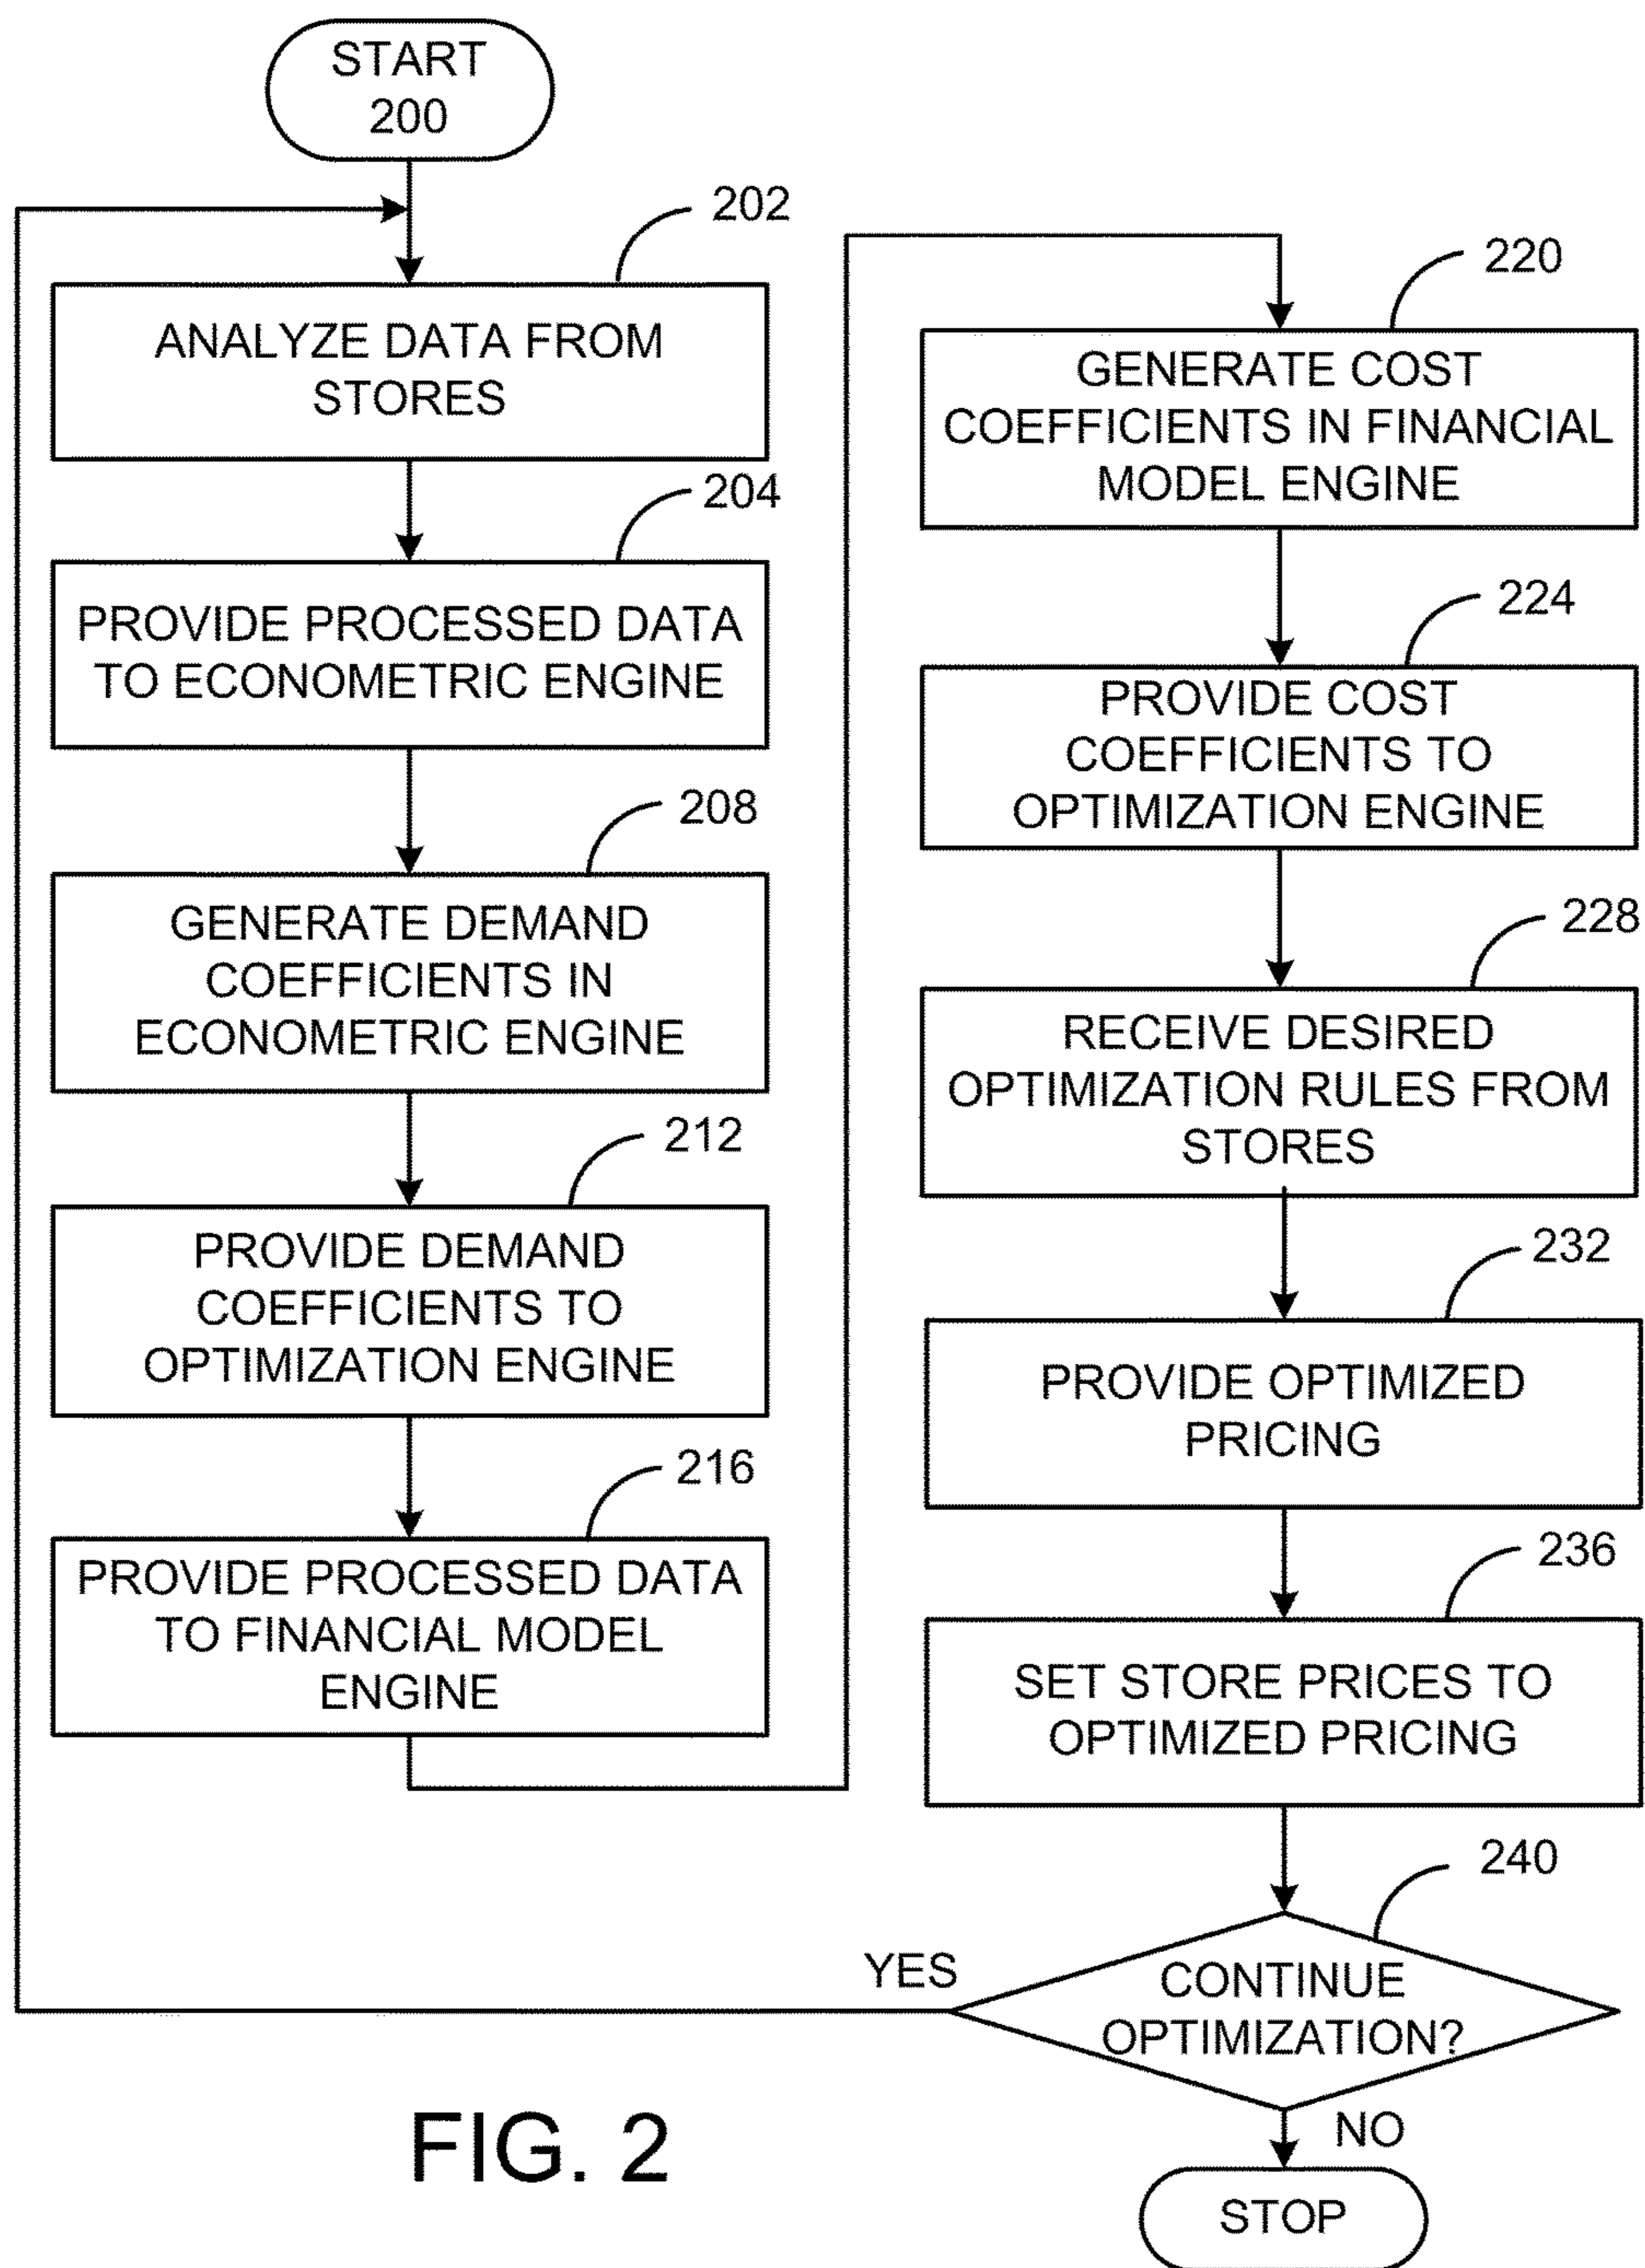 START
200
202
ANALYZE DATA FROM
STORES
204
PROVIDE PROCESSED DATA
TO ECONOMETRIC ENGINE
208
GENERATE DEMAND
COEFFICIENTS IN
ECONOMETRIC ENGINE
212
PROVIDE DEMAND
COEFFICIENTS TO
OPTIMIZATION ENGINE
216
PROVIDE PROCESSED DATA
TO FINANCIAL MODEL
ENGINE
220
GENERATE COST
COEFFICIENTS IN FINANCIAL
MODEL ENGINE
224
PROVIDE COST
COEFFICIENTS TO
OPTIMIZATION ENGINE
228
RECEIVE DESIRED
OPTIMIZATION RULES FROM
STORES
232
PROVIDE OPTIMIZED
PRICING
236
SET STORE PRICES TO
OPTIMIZED PRICING
240
YES
CONTINUE
OPTIMIZATION?
NO
STOP
FIG. 2